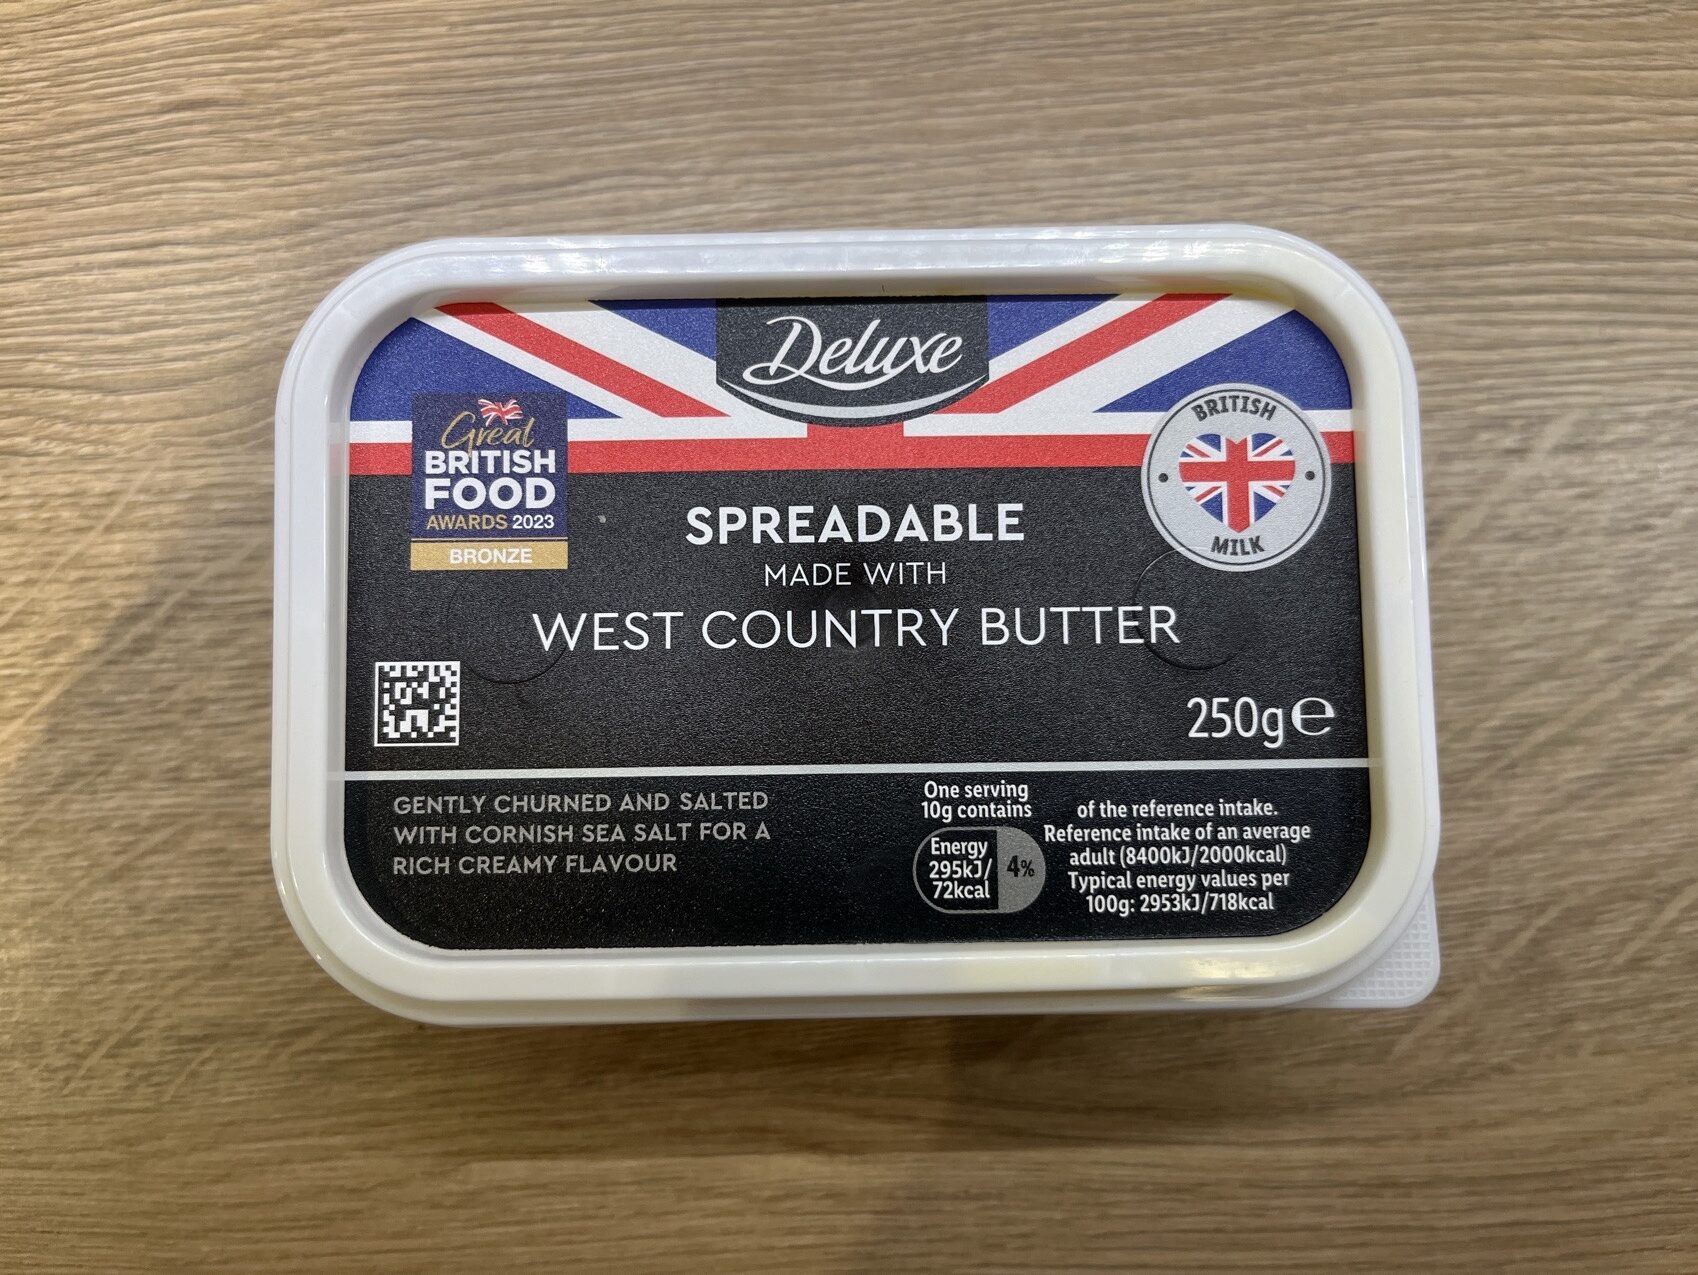 Deluxe
Great
BRITISH
FOOD
AWARDS 2023
BRONZE
BRITISH
MILK
SPREADABLE
MADE WITH
WEST COUNTRY BUTTER
250g℮
GENTLY CHURNED AND SALTED
WITH CORNISH SEA SALT FOR A
RICH CREAMY FLAVOUR
One serving
10g contains
Energy
295kJ/
72kcal
4%
of the reference intake.
Reference intake of an average
adult (8400kJ/2000kcal)
Typical energy values per
100g: 2953kJ/718kcal